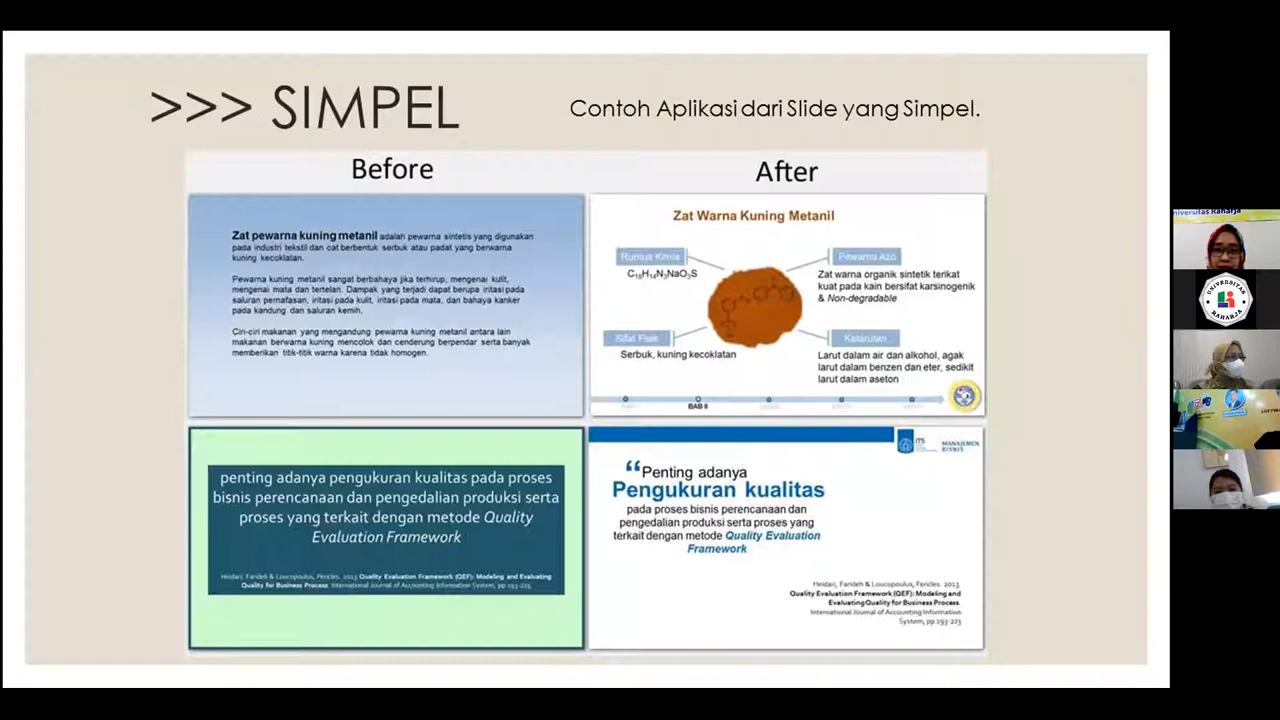 >>> SIMPEL
Contoh Aplikasi dari Slide yang Simpel.
Before
After
Zat pewarna kuning metanil adalah pewarna sintetis yang digunakan
pada industri tekstil dan cat berbentuk serbuk atau padat yang berwarna
kuning kecoklatan.
Pewarna kuning metanil sangat berbahaya jika terhirup, mengenai kulit,
mengenai mata dan tertelan. Dampak yang terjadi dapat berupa iritasi pada
saluran pernafasan, iritasi pada kulit, iritasi pada mata, dan bahaya kanker
pada kandung dan saluran kemih.
Ciri-ciri makanan yang mengandung pewarna kuning metanil antara lain
makanan berwarna kuning mencolok dan cenderung berpendar serta banyak
memberikan titik-titik warna karena tidak homogen.
Zat Warna Kuning Metanil
Rumus Kimia
Pewarna Azo
Zat warna organik sintetik terikat
kuat pada kain bersifat karsinogenik
& Non-degradable
Sifat Fisis
Serbuk, kuning kecoklatan
Kelarutan
Larut dalam air dan alkohol, agak
larut dalam benzen dan eter, sedikit
larut dalam aseton
BAB II
penting adanya pengukuran kualitas pada proses
bisnis perencanaan dan pengedalian produksi serta
proses yang terkait dengan metode Quality
Evaluation Framework
Heidari, Farideh & Loucopoulus, Pericles. 2013. Quality Evaluation Framework (QEF): Modeling and Evaluating
Quality for Business Process. International Journal of Accounting Information System, pp 193-223.
ITS
MANAJEMEN
BISNIS
“Penting adanya
Pengukuran kualitas
pada proses bisnis perencanaan dan
pengedalian produksi serta proses yang
terkait dengan metode Quality Evaluation
Framework
Heidari, Farideh & Loucopoulus, Pericles. 2013.
Quality Evaluation Framework (QEF): Modeling and
Evaluating Quality for Business Process.
International Journal of Accounting Information
System, pp 193-223
Universitas Raharja
UNIVERSITAS
RAHARJA